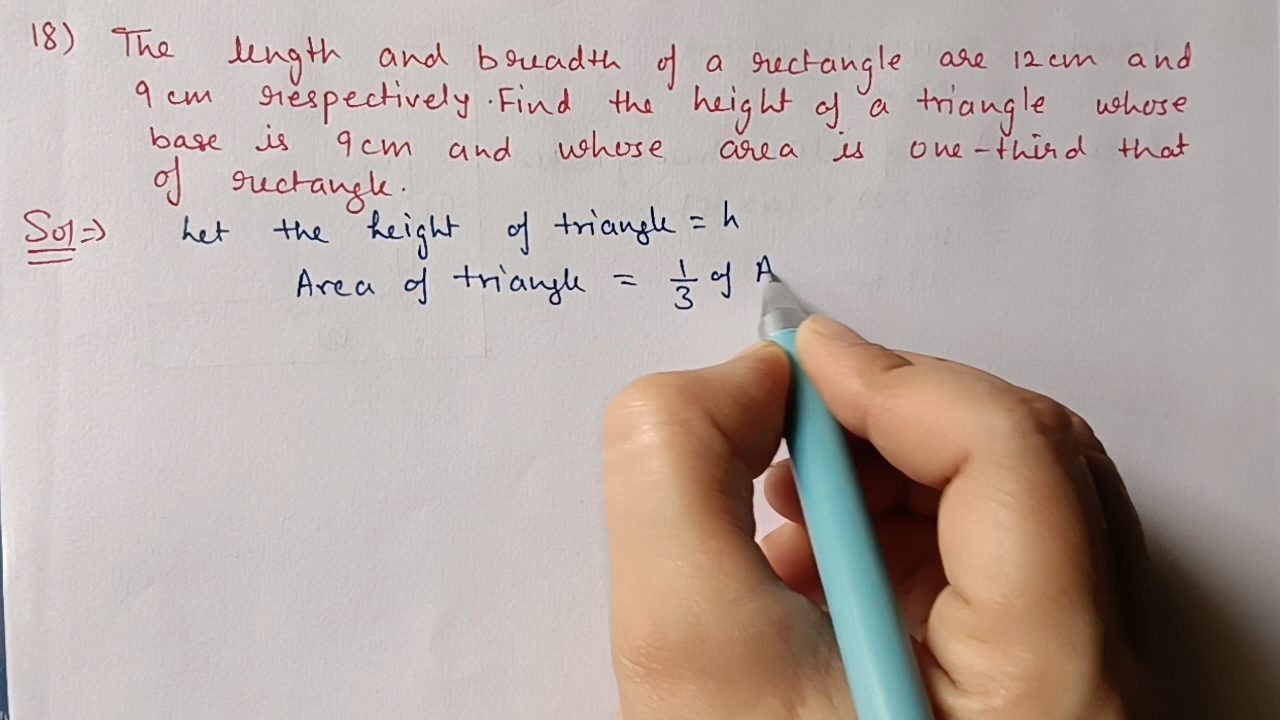 18) The length and breadth of a rectangle are 12 cm and
9 cm respectively. Find the height of a triangle whose
base is 9cm and whose area is one-third that
of rectangle.
Sol⇒ Let the height of triangle = h
Area of triangle = 1/3 of A